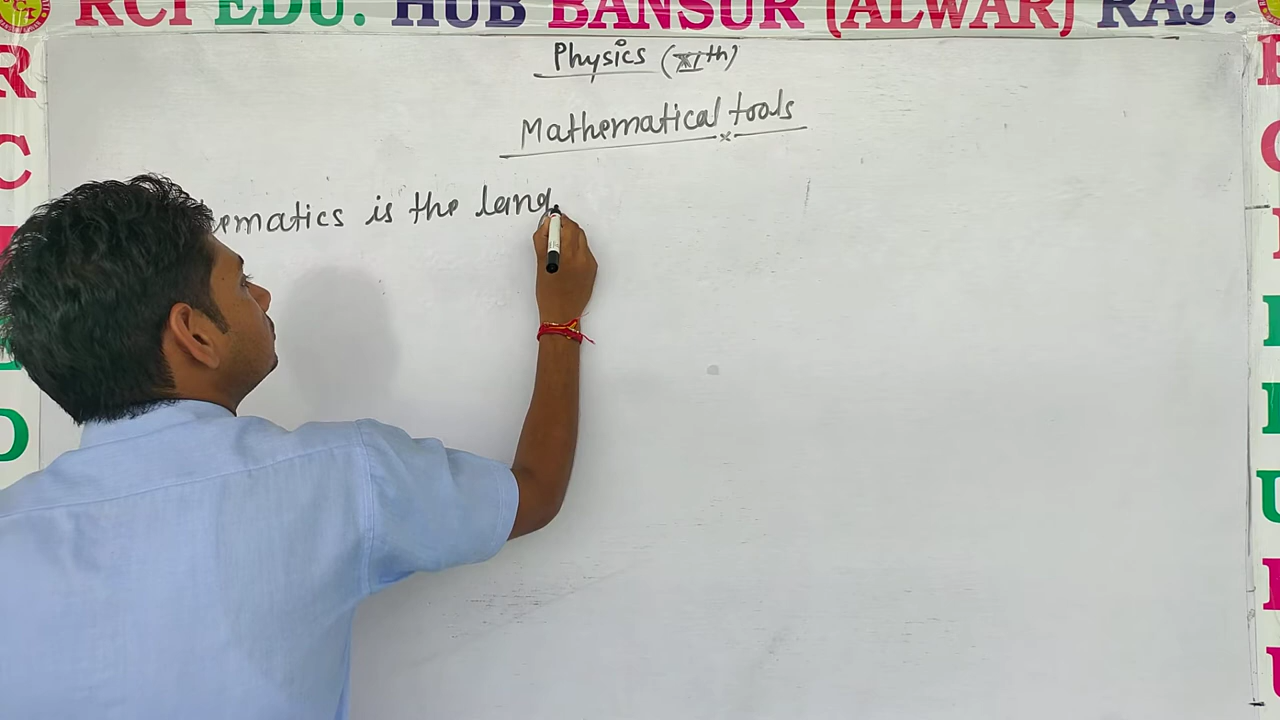 RCI EDU. HUB BANSUR (ALWAR) RAJ.
Physics (XIth)
Mathematical tools
ematics is the lang
R
C
D